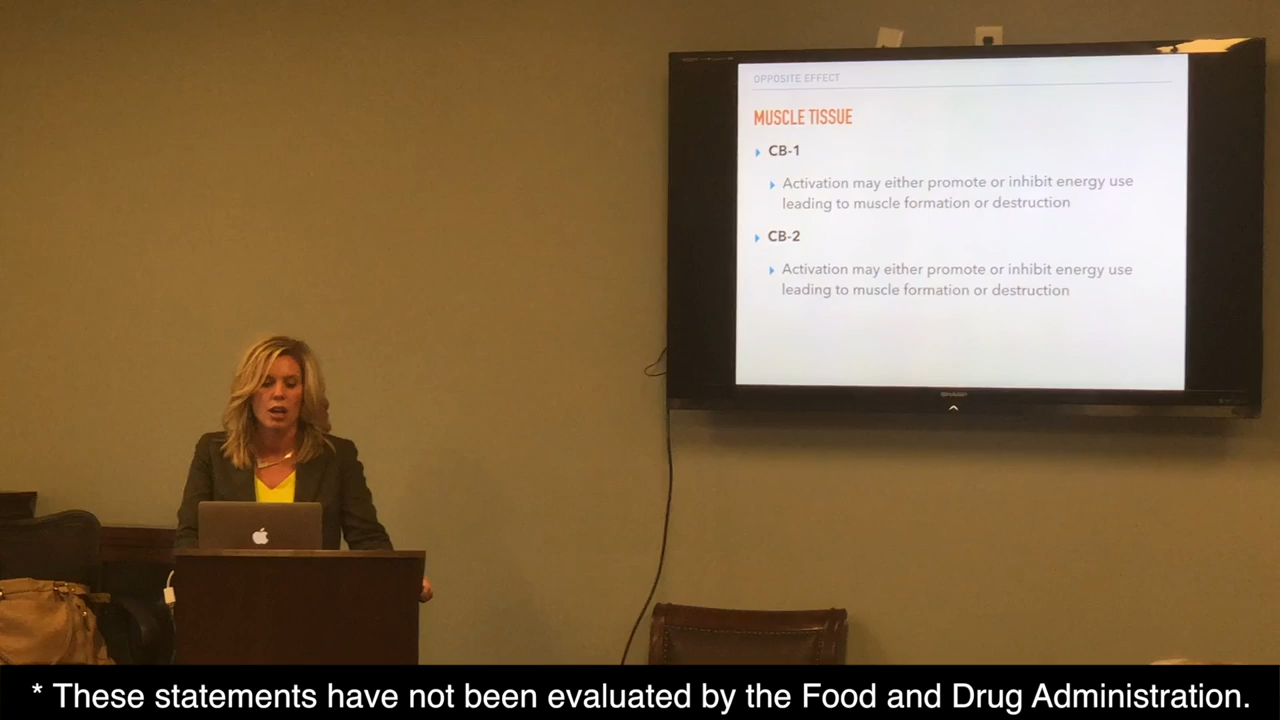 OPPOSITE EFFECT
MUSCLE TISSUE
CB-1
Activation may either promote or inhibit energy use
leading to muscle formation or destruction
CB-2
Activation may either promote or inhibit energy use
leading to muscle formation or destruction
SHARP
* These statements have not been evaluated by the Food and Drug Administration.